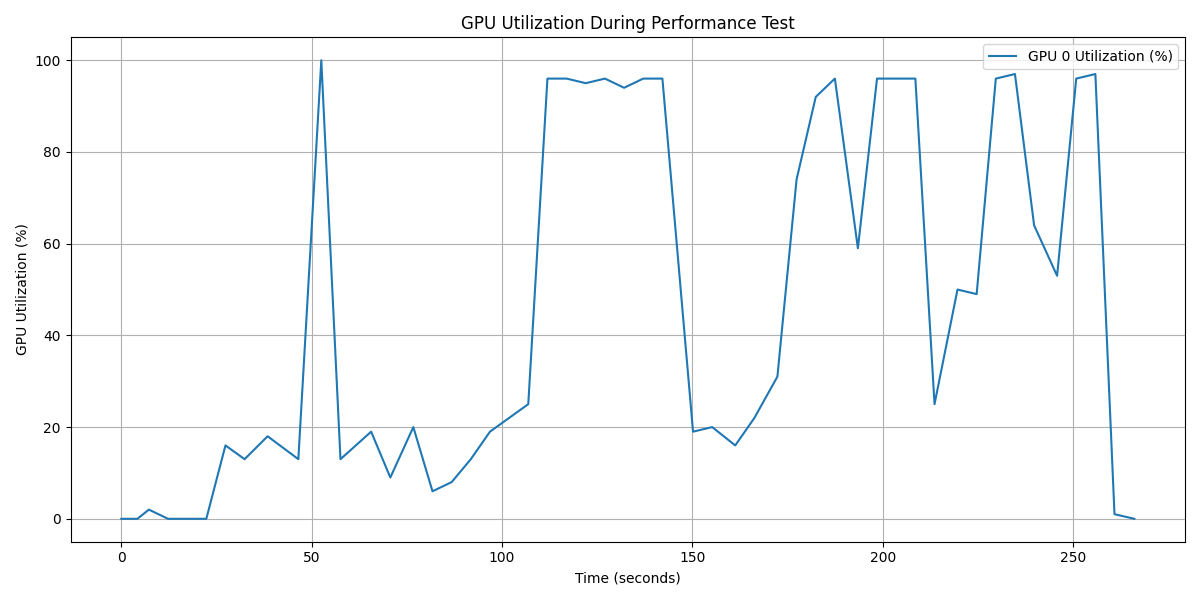 GPU Utilization During Performance Test
GPU 0 Utilization (%)
100
80
60
40
20
0
GPU Utilization (%)
0 50 100 150 200 250
Time (seconds)